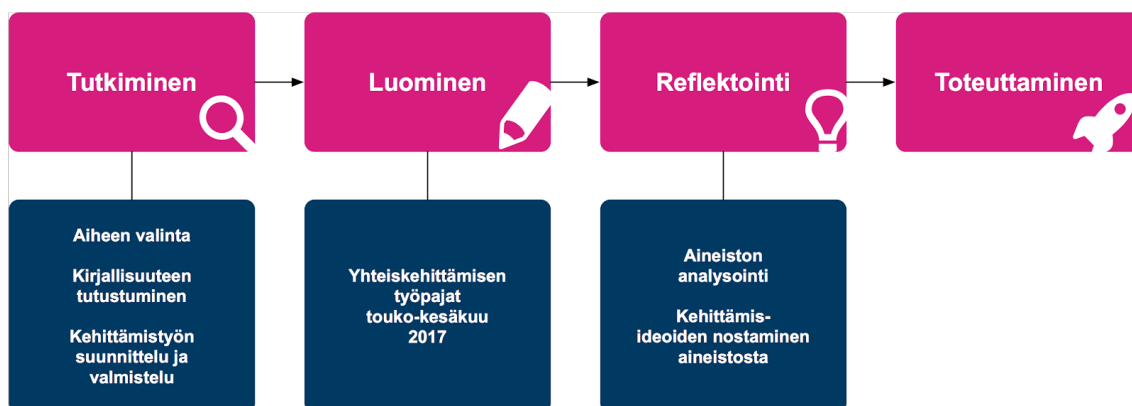 Tutkiminen
Luominen
Reflektointi
Toteuttaminen
Aiheen valinta
Kirjallisuuteen
tutustuminen
Kehittämistyön
suunnittelu ja
valmistelu
Yhteiskehittämisen
työpajat
touko-kesäkuu
2017
Aineiston
analysointi
Kehittämis-
ideoiden nostaminen
aineistosta